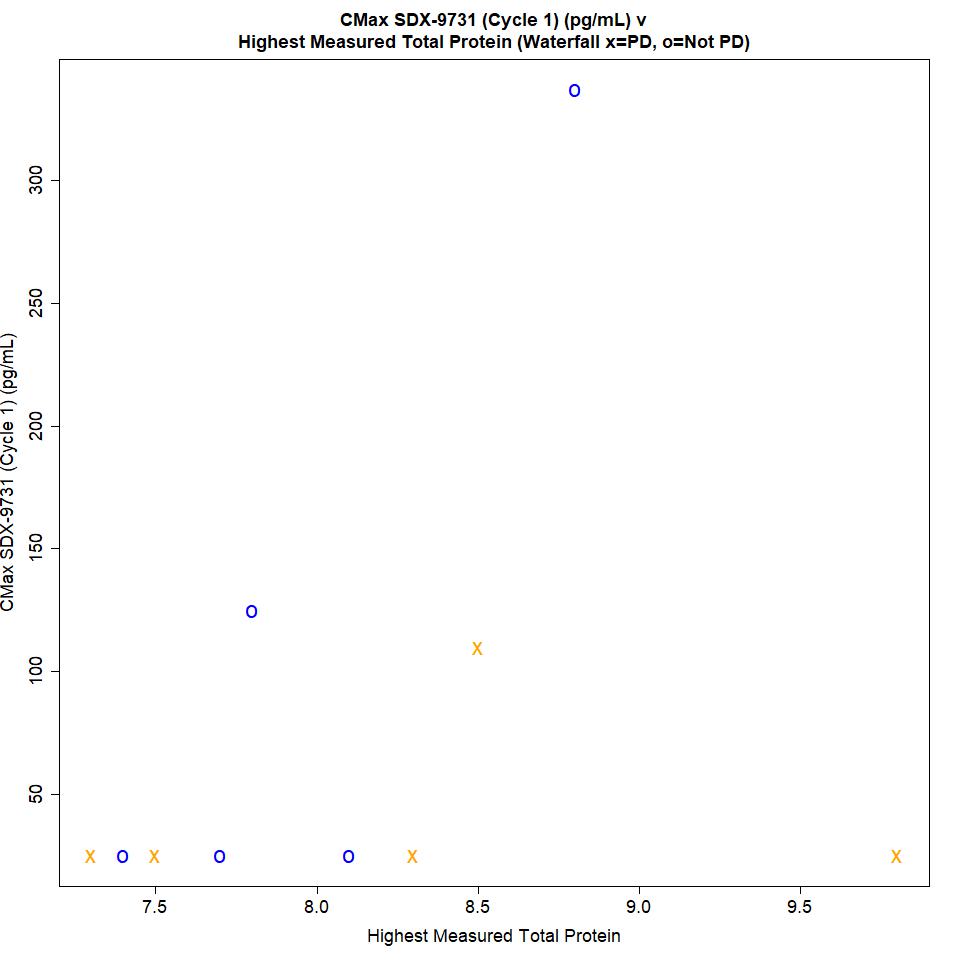 CMax SDX-9731 (Cycle 1) (pg/mL) v
Highest Measured Total Protein (Waterfall x=PD, o=Not PD)
CMax SDX-9731 (Cycle 1) (pg/mL)
300
250
200
150
100
50
o
o
x
x o x o o x x
7.5 8.0 8.5 9.0 9.5
Highest Measured Total Protein